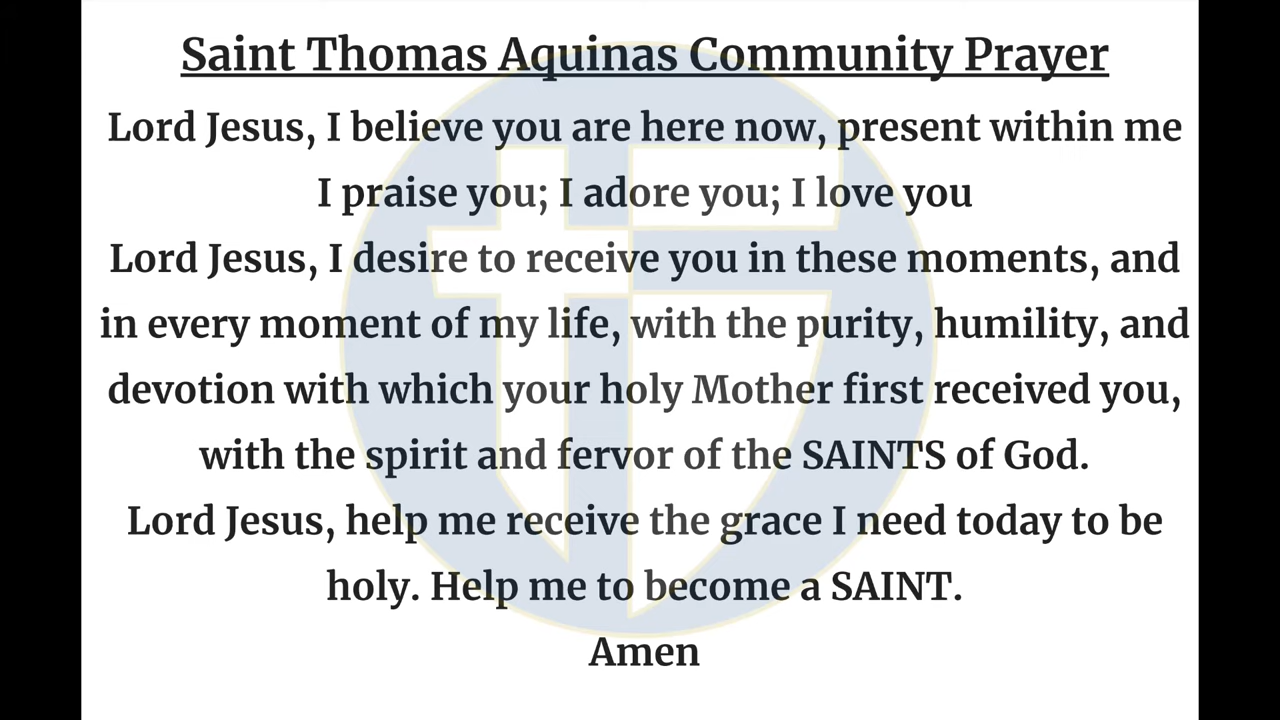 Saint Thomas Aquinas Community Prayer
Lord Jesus, I believe you are here now, present within me
I praise you; I adore you; I love you
Lord Jesus, I desire to receive you in these moments, and
in every moment of my life, with the purity, humility, and
devotion with which your holy Mother first received you,
with the spirit and fervor of the SAINTS of God.
Lord Jesus, help me receive the grace I need today to be
holy. Help me to become a SAINT.
Amen